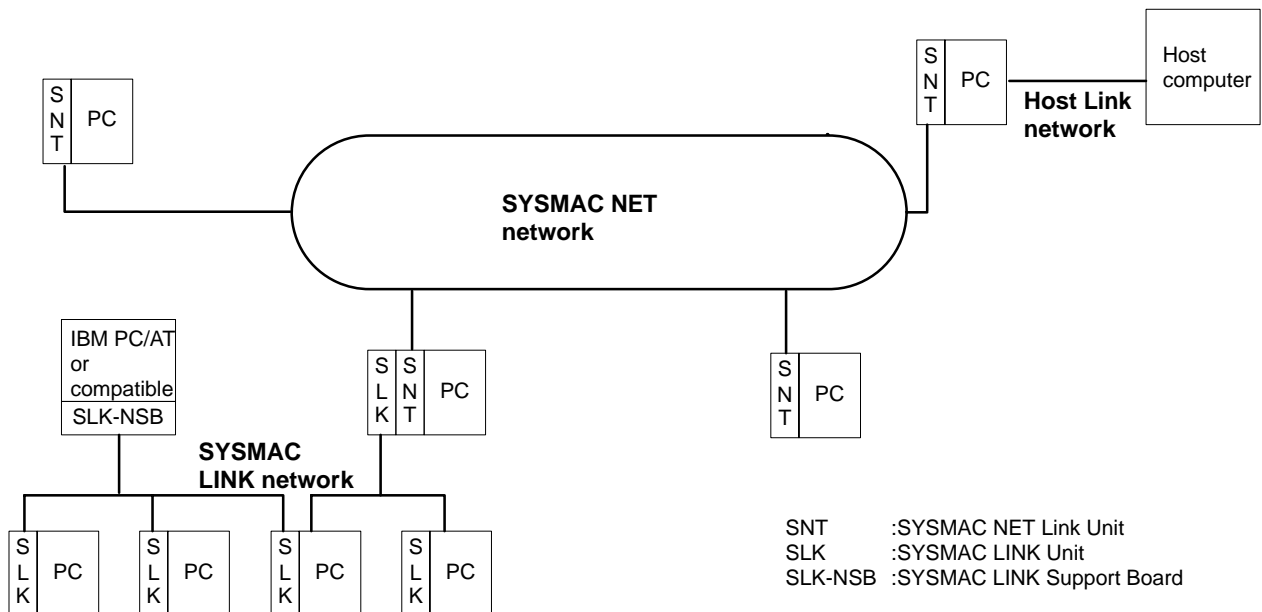 S
N
T
PC
S
N
T
PC
Host Link
network
Host
computer
SYSMAC NET
network
IBM PC/AT
or
compatible
SLK-NSB
S
L
K
S
N
T
PC
S
N
T
PC
SYSMAC
LINK network
S
L
K
PC
S
L
K
PC
S
L
K
PC
S
L
K
PC
SNT :SYSMAC NET Link Unit
SLK :SYSMAC LINK Unit
SLK-NSB :SYSMAC LINK Support Board